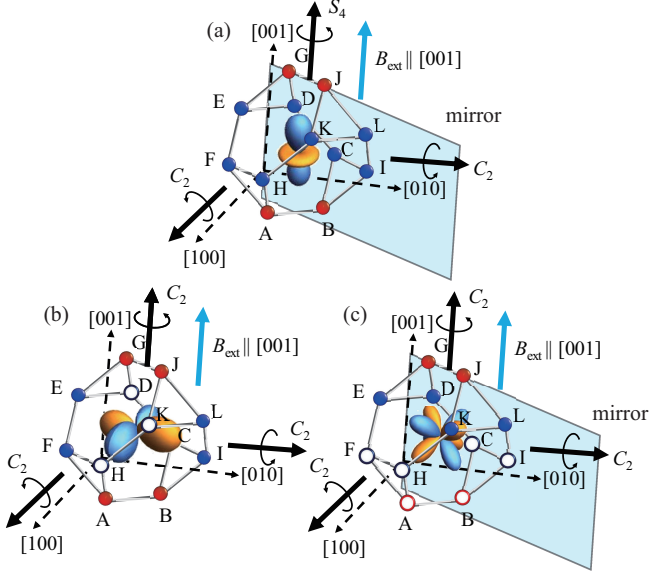 (a)
S4
[001]
G
J
Bext || [001]
mirror
E
D
K
L
C
F
I
H
C2
[010]
C2
A
B
[100]
(b)
C2
[001]
G
J
Bext || [001]
E
D
K
L
C
F
I
H
C2
[010]
C2
A
B
[100]
(c)
C2
[001]
G
J
Bext || [001]
mirror
E
D
K
L
C
F
I
H
C2
[010]
C2
A
B
[100]